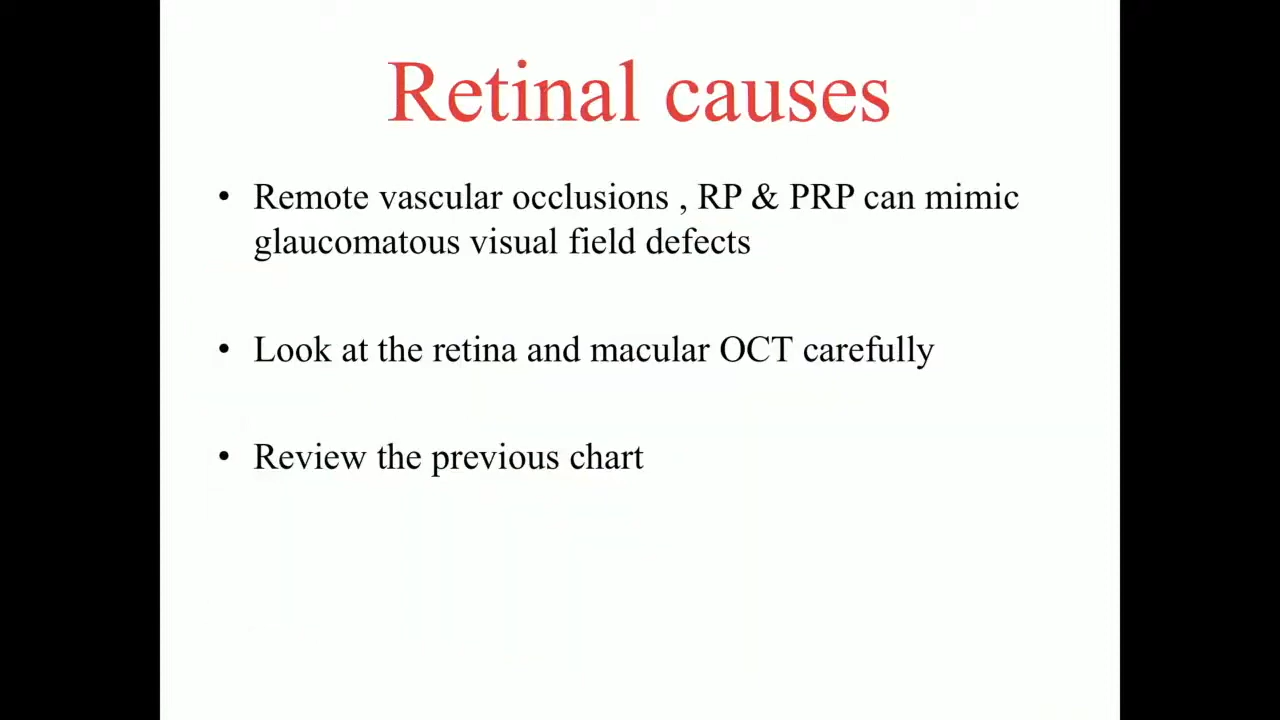 Retinal causes
• Remote vascular occlusions , RP & PRP can mimic
glaucomatous visual field defects
• Look at the retina and macular OCT carefully
• Review the previous chart